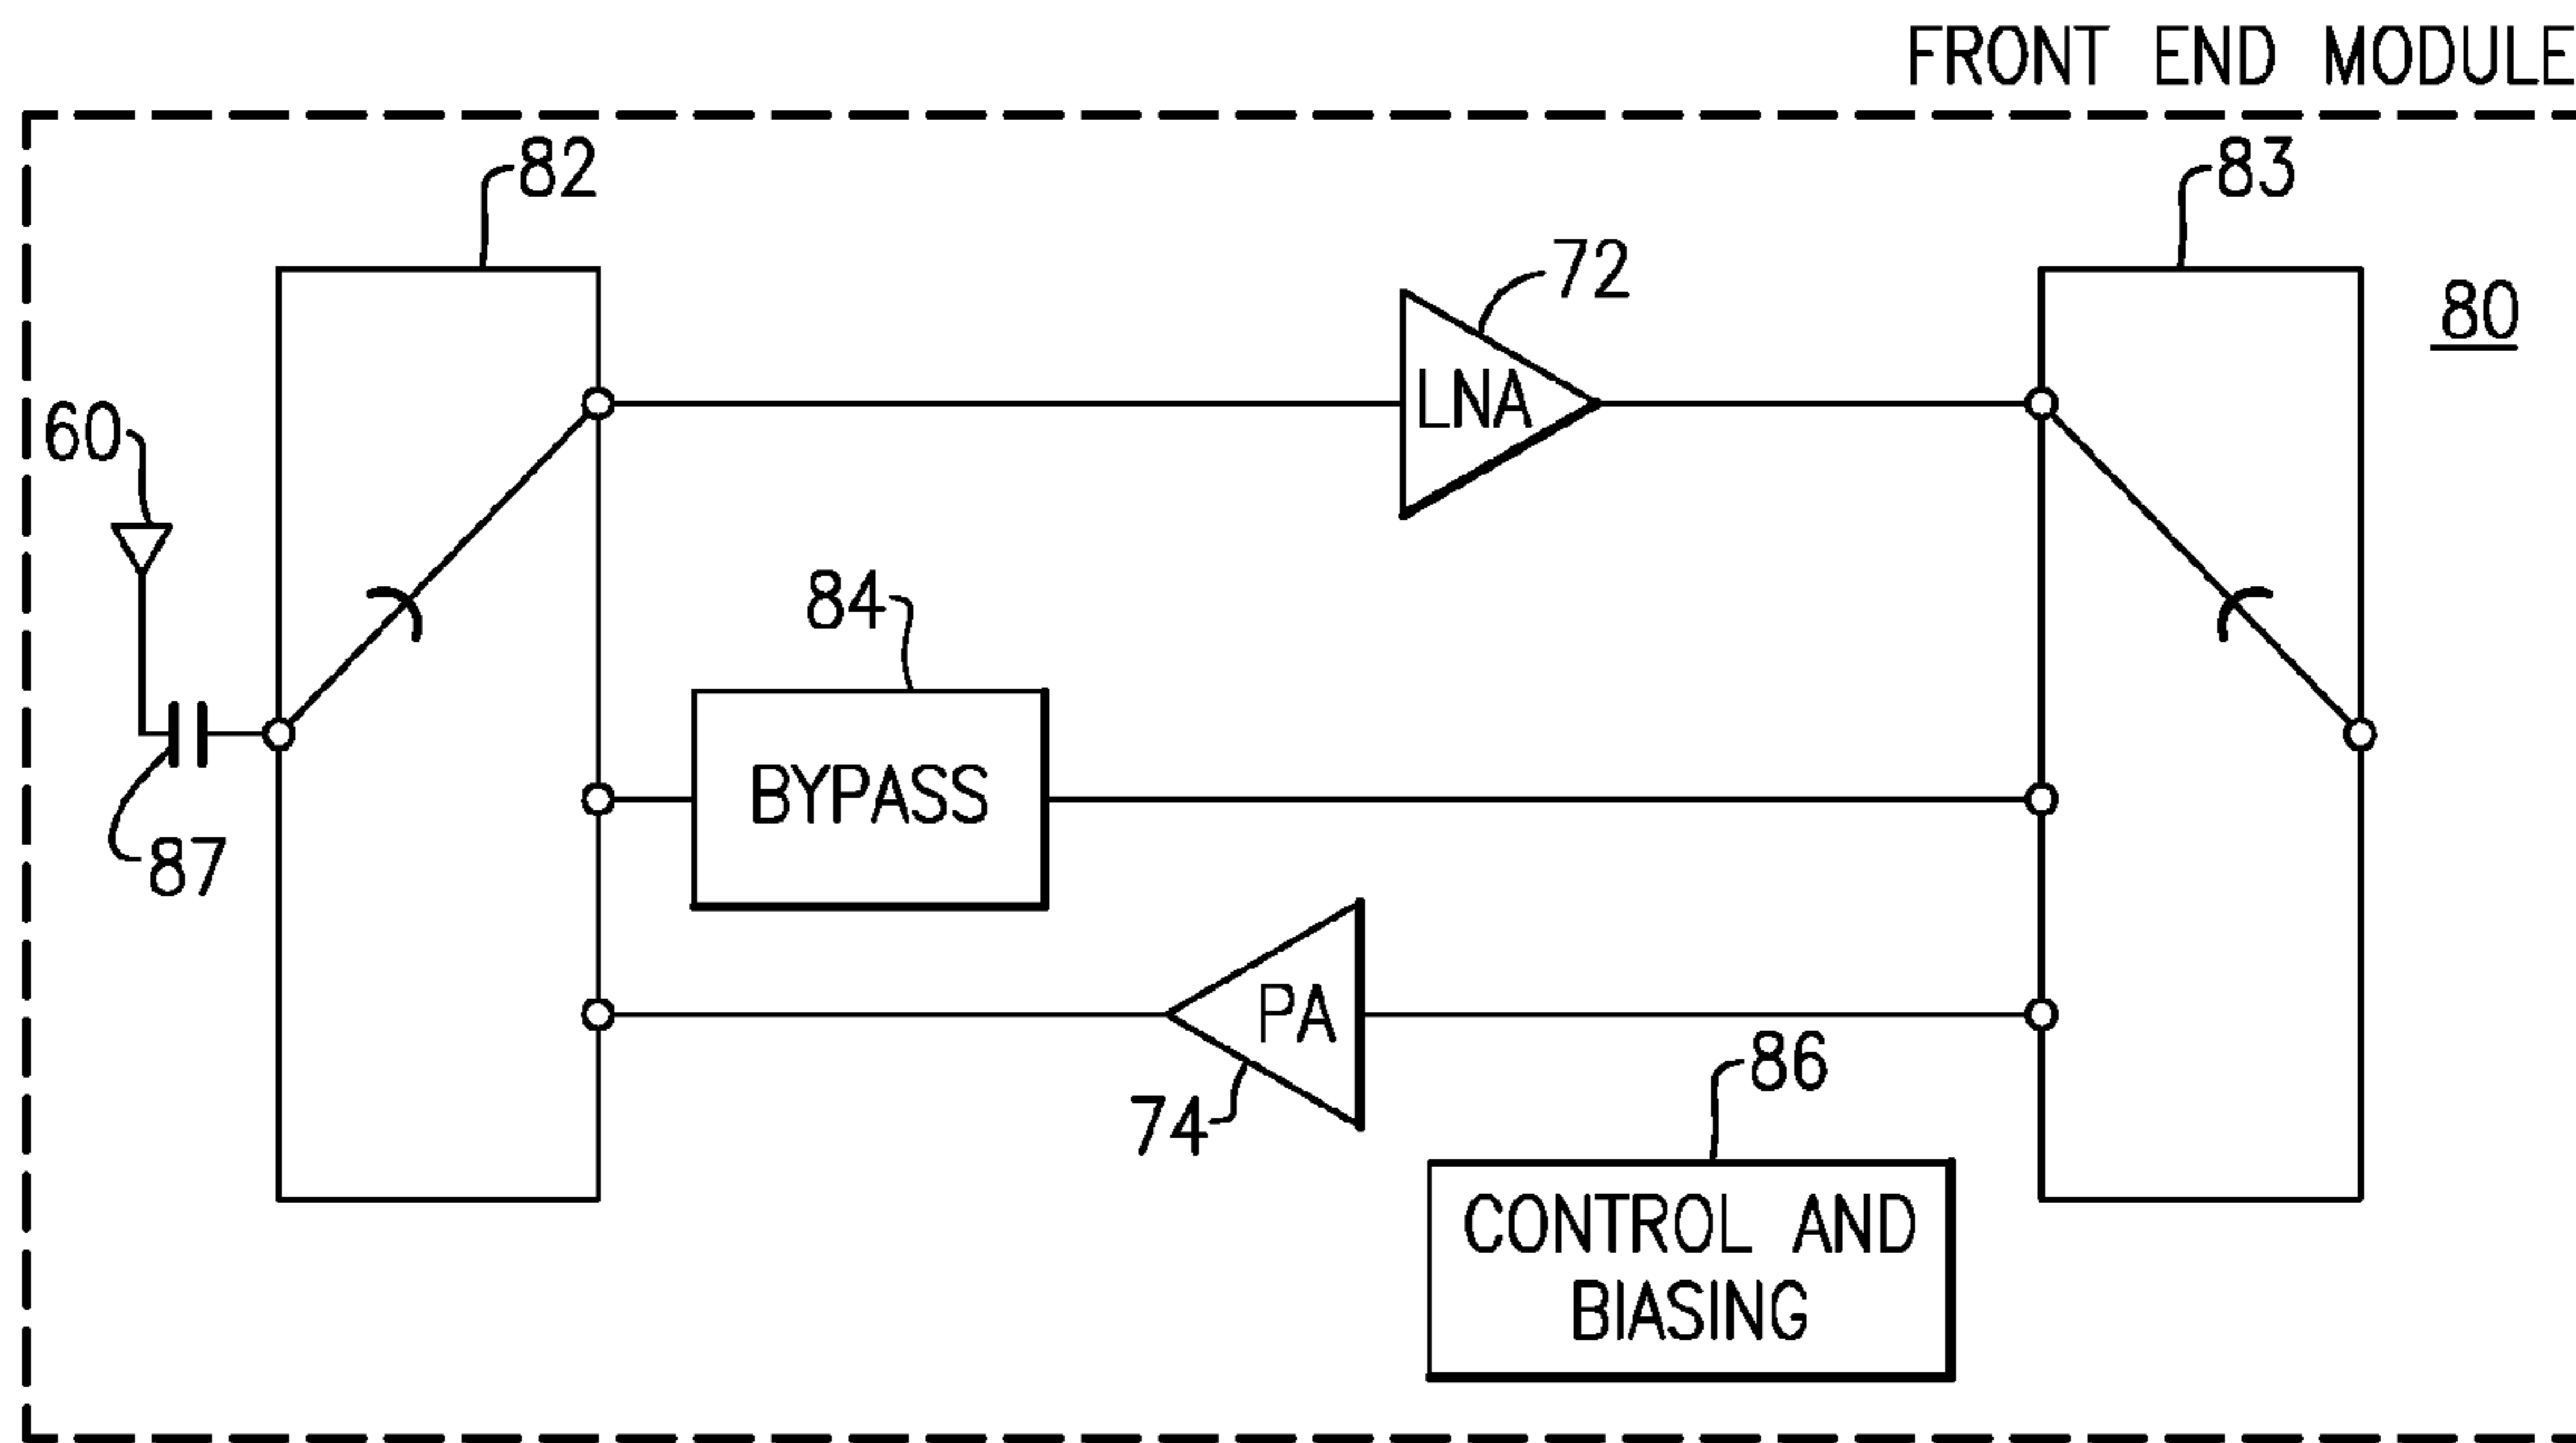 FRONT END MODULE
82
83
72
80
LNA
60
84
BYPASS
87
PA
86
74
CONTROL AND
BIASING